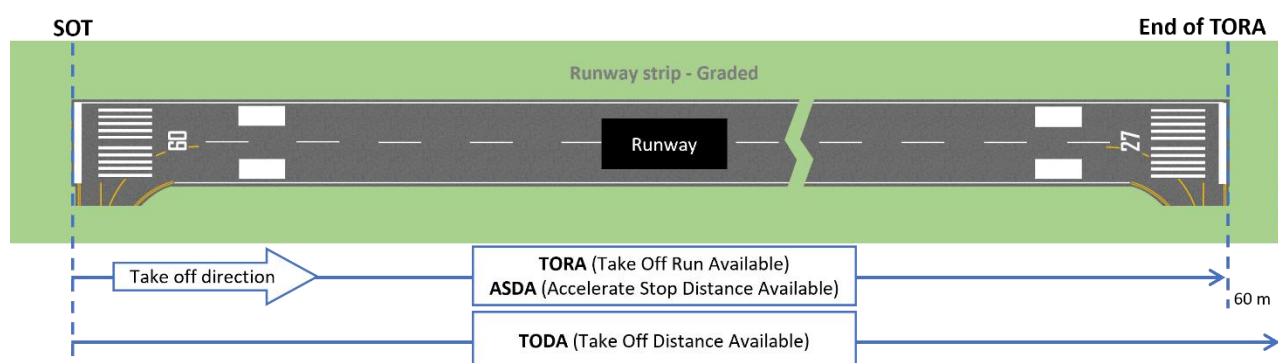 SOT
End of TORA
Runway strip - Graded
09
Runway
27
Take off direction
TORA (Take Off Run Available)
ASDA (Accelerate Stop Distance Available)
60 m
TODA (Take Off Distance Available)